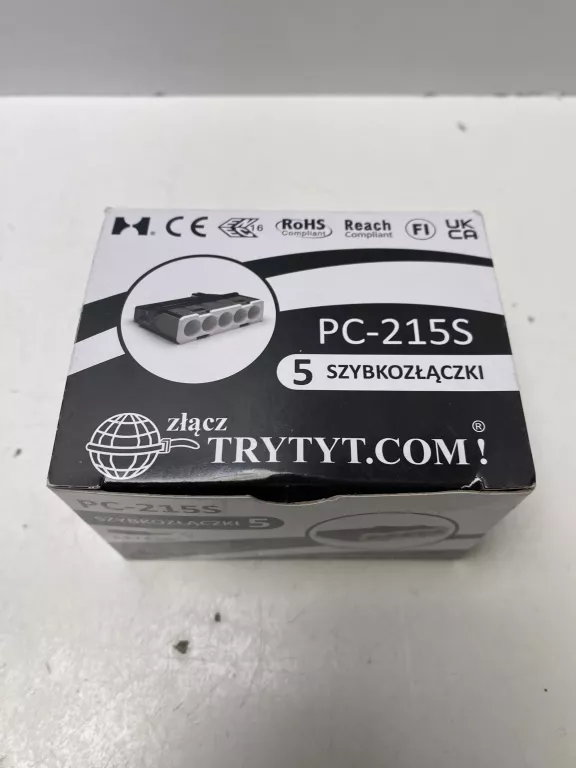 CE 16 RoHS Compliant Reach Compliant FI UK CA
PC-215S
5 SZYBKOZŁĄCZKI
złącz
TRYTYT.COM! ®
PC-215S
SZYBKOZŁĄCZKI 5